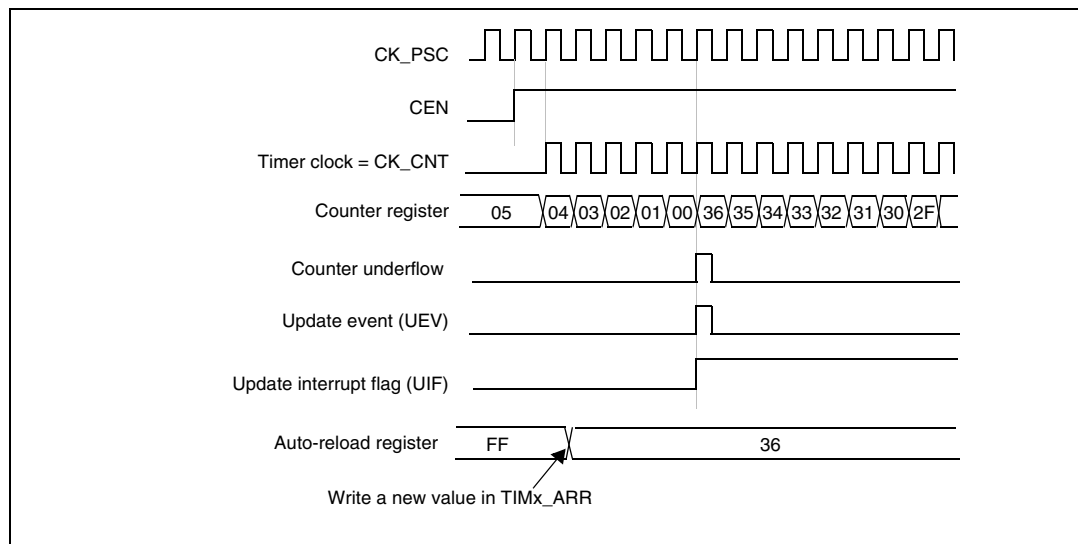 CK_PSC
CEN
Timer clock = CK_CNT
Counter register 05 04 03 02 01 00 36 35 34 33 32 31 30 2F
Counter underflow
Update event (UEV)
Update interrupt flag (UIF)
Auto-reload register FF 36
Write a new value in TIMx_ARR